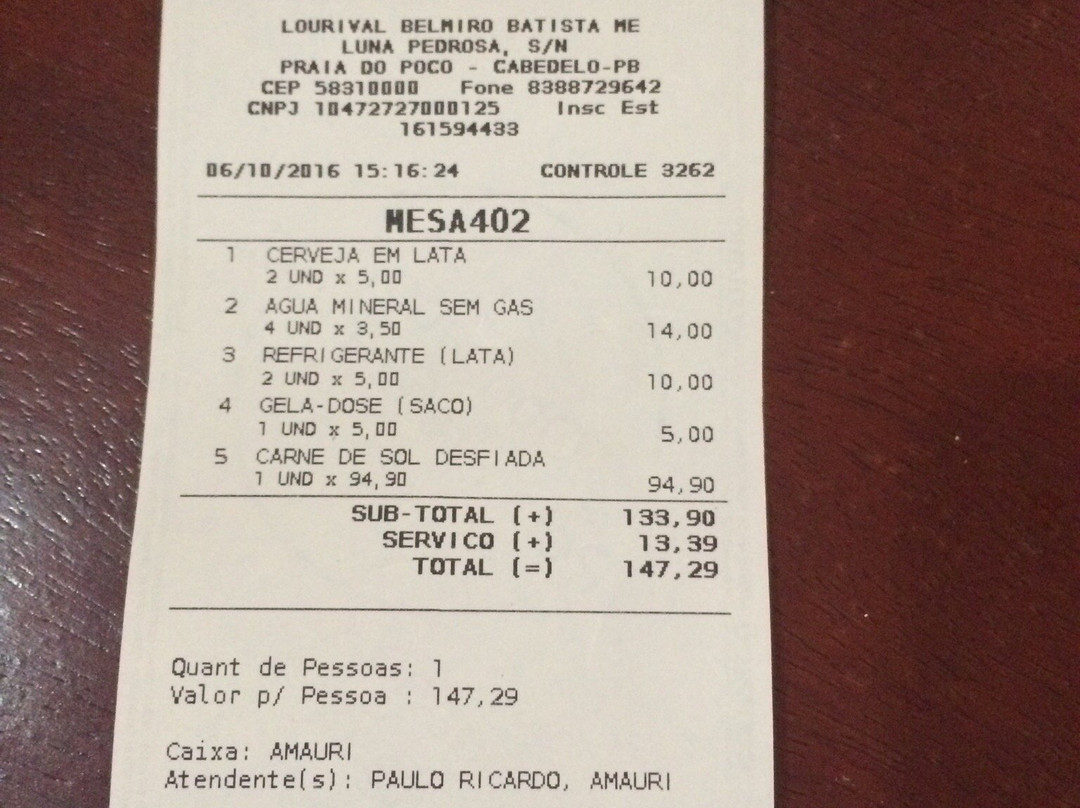 LOURIVAL BELMIRO BATISTA ME
LUNA PEDROSA, S/N
PRAIA DO POCO - CABEDELO-PB
CEP 58310000 Fone 8388729642
CNPJ 10472727000125 Insc Est
161594433
06/10/2016 15:16:24 CONTROLE 3262
MESA402
1 CERVEJA EM LATA
2 UND x 5,00 10,00
2 AGUA MINERAL SEM GAS
4 UND x 3,50 14,00
3 REFRIGERANTE (LATA)
2 UND x 5,00 10,00
4 GELA-DOSE (SACO)
1 UND x 5,00 5,00
5 CARNE DE SOL DESFIADA
1 UND x 94,90 94,90
SUB-TOTAL (+) 133,90
SERVICO (+) 13,39
TOTAL (=) 147,29
Quant de Pessoas: 1
Valor p/ Pessoa : 147,29
Caixa: AMAURI
Atendente(s): PAULO RICARDO, AMAURI